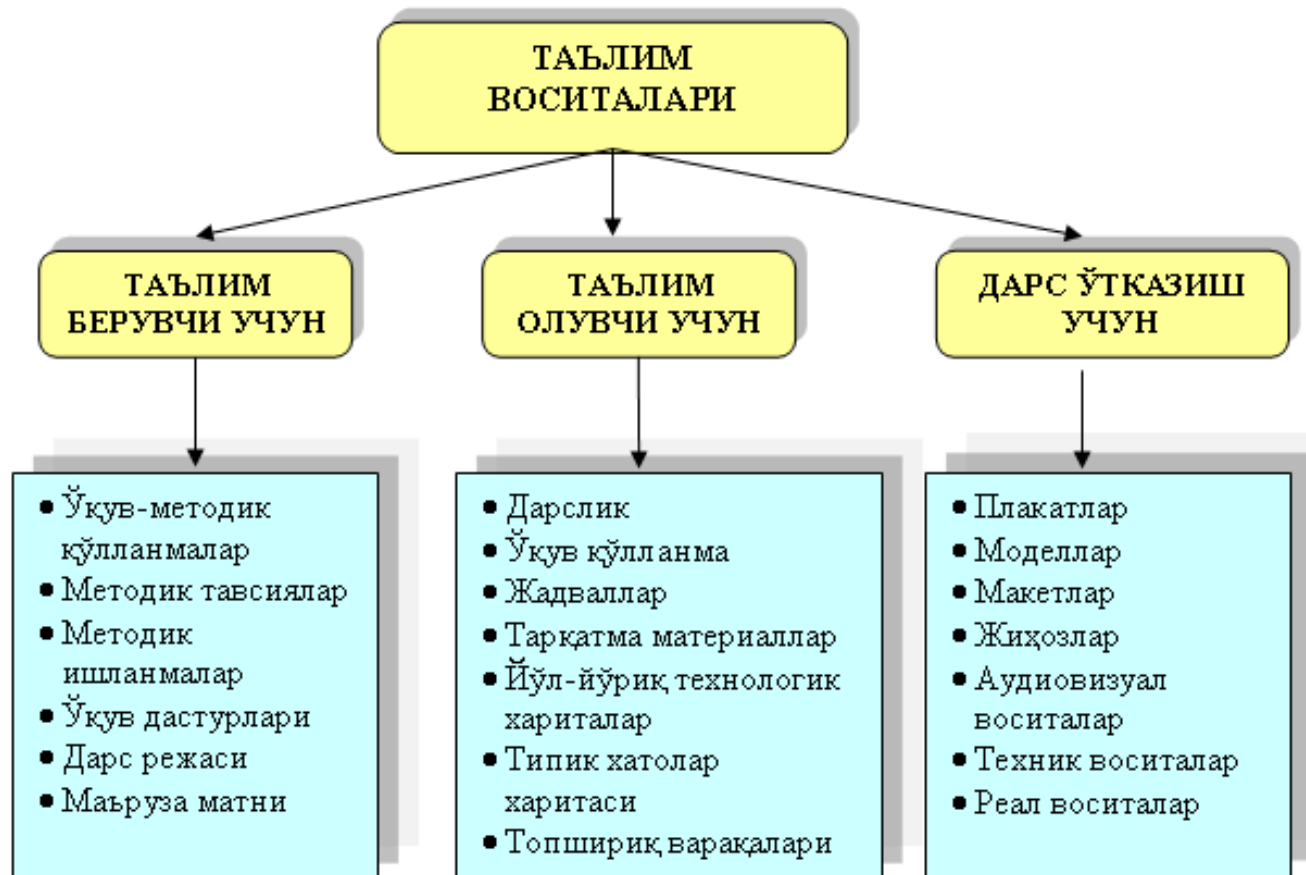 ТАЪЛИМ
ВОСИТАЛАРИ
ТАЪЛИМ
БЕРУВЧИ УЧУН
ТАЪЛИМ
ОЛУВЧИ УЧУН
ДАРС ЎТКАЗИШ
УЧУН
• Ўқув-методик
қўлланмалар
• Методик тавсиялар
• Методик
ишланмалар
• Ўқув дастурлари
• Дарс режаси
• Маъруза матни
• Дарслик
• Ўқув қўлланма
• Жадваллар
• Тарқатма материаллар
• Йўл-йўриқ технологик
хариталар
• Типик хатолар
харитаси
• Топшириқ варақалари
• Плакатлар
• Моделлар
• Макетлар
• Жиҳозлар
• Аудиовизуал
воситалар
• Техник воситалар
• Реал воситалар